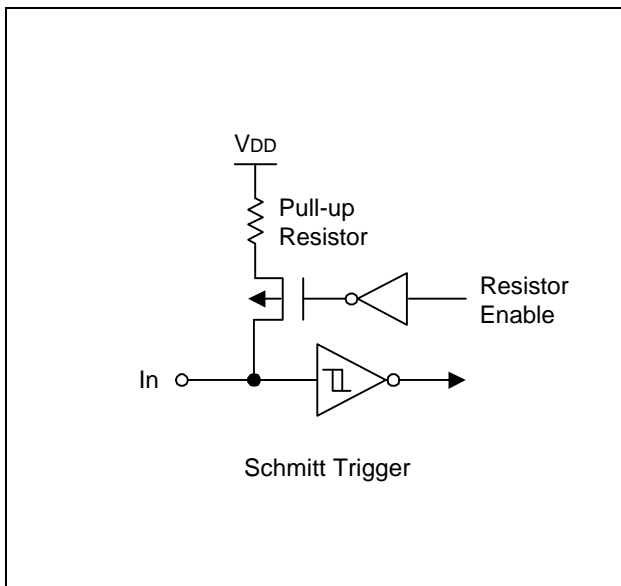 VDD
Pull-up
Resistor
Resistor
Enable
In
Schmitt Trigger